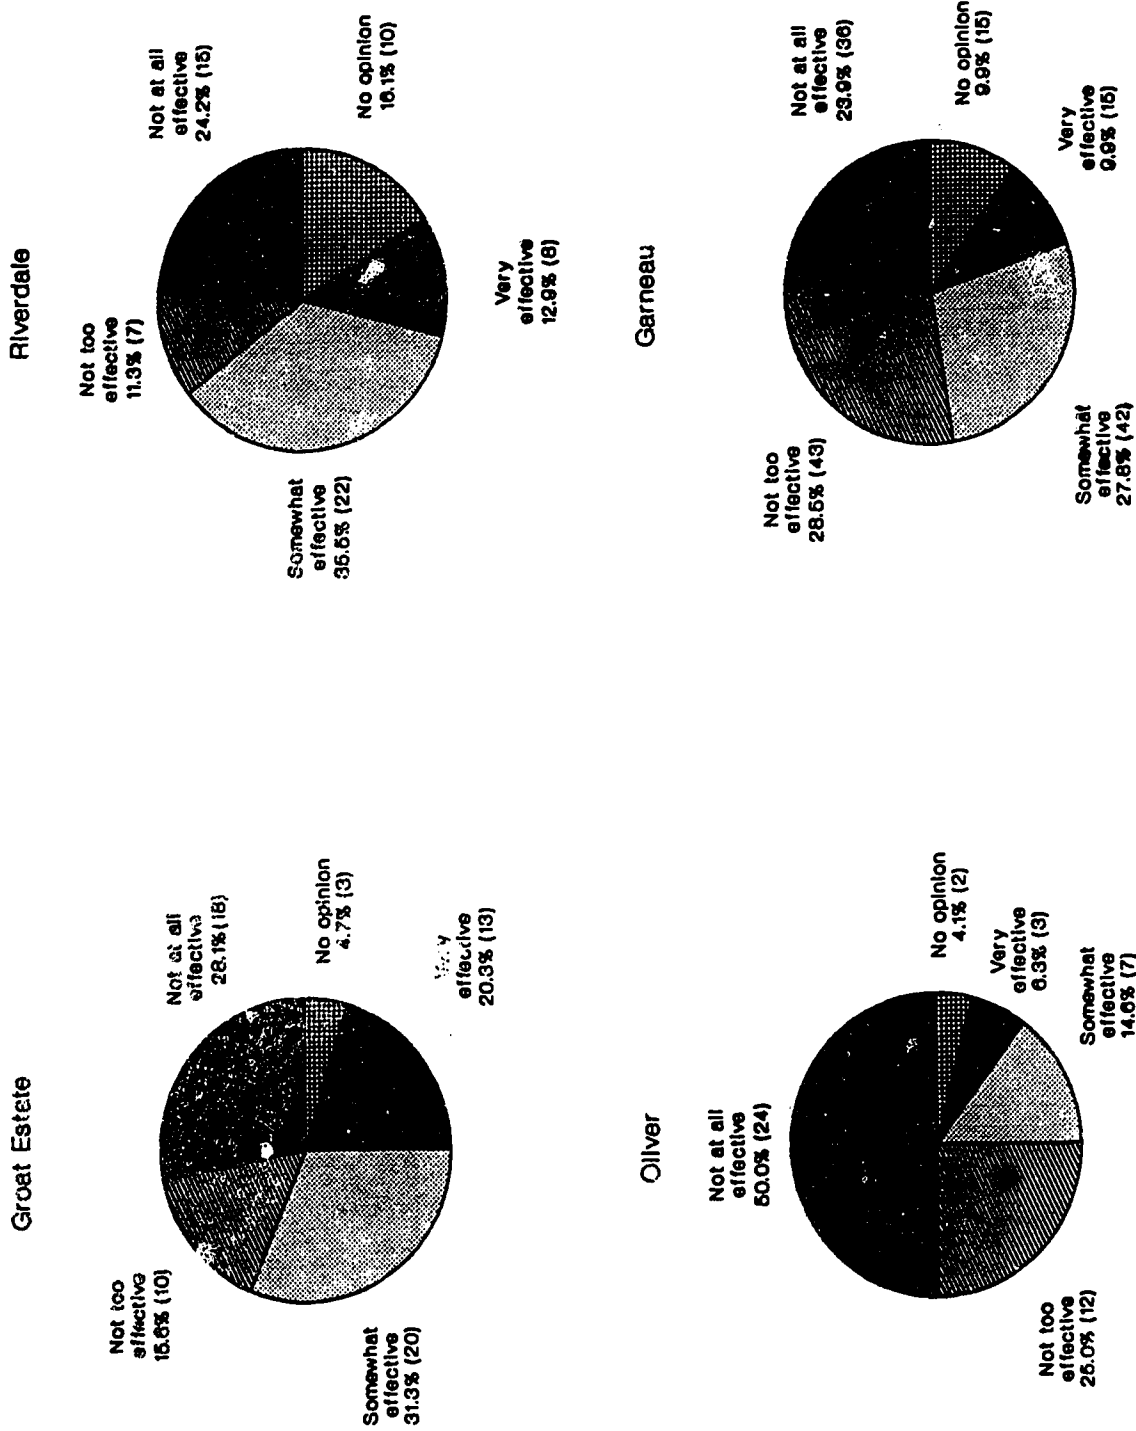 Groat Estate
Not too
effective
15.6% (10)
Not at all
effective
28.1% (18)
No opinion
4.7% (3)
Very
effective
20.3% (13)
Somewhat
effective
31.3% (20)
Riverdale
Not too
effective
11.3% (7)
Not at all
effective
24.2% (15)
No opinion
16.1% (10)
Somewhat
effective
35.5% (22)
Very
effective
12.9% (8)
Oliver
Not at all
effective
50.0% (24)
No opinion
4.1% (2)
Very
effective
6.3% (3)
Somewhat
effective
14.6% (7)
Not too
effective
25.0% (12)
Garneau
Not too
effective
28.5% (43)
Not at all
effective
23.9% (36)
No opinion
9.9% (15)
Very
effective
9.9% (15)
Somewhat
effective
27.8% (42)